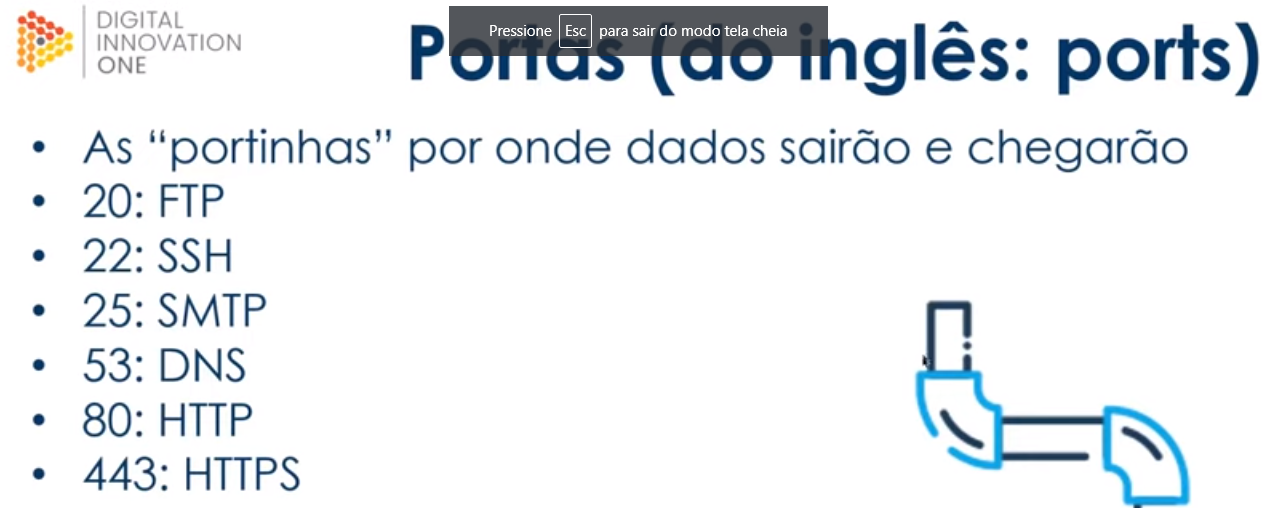 DIGITAL
INNOVATION
ONE
Pressione Esc para sair do modo tela cheia
Portas (do inglês: ports)
• As “portinhas” por onde dados sairão e chegarão
• 20: FTP
• 22: SSH
• 25: SMTP
• 53: DNS
• 80: HTTP
• 443: HTTPS